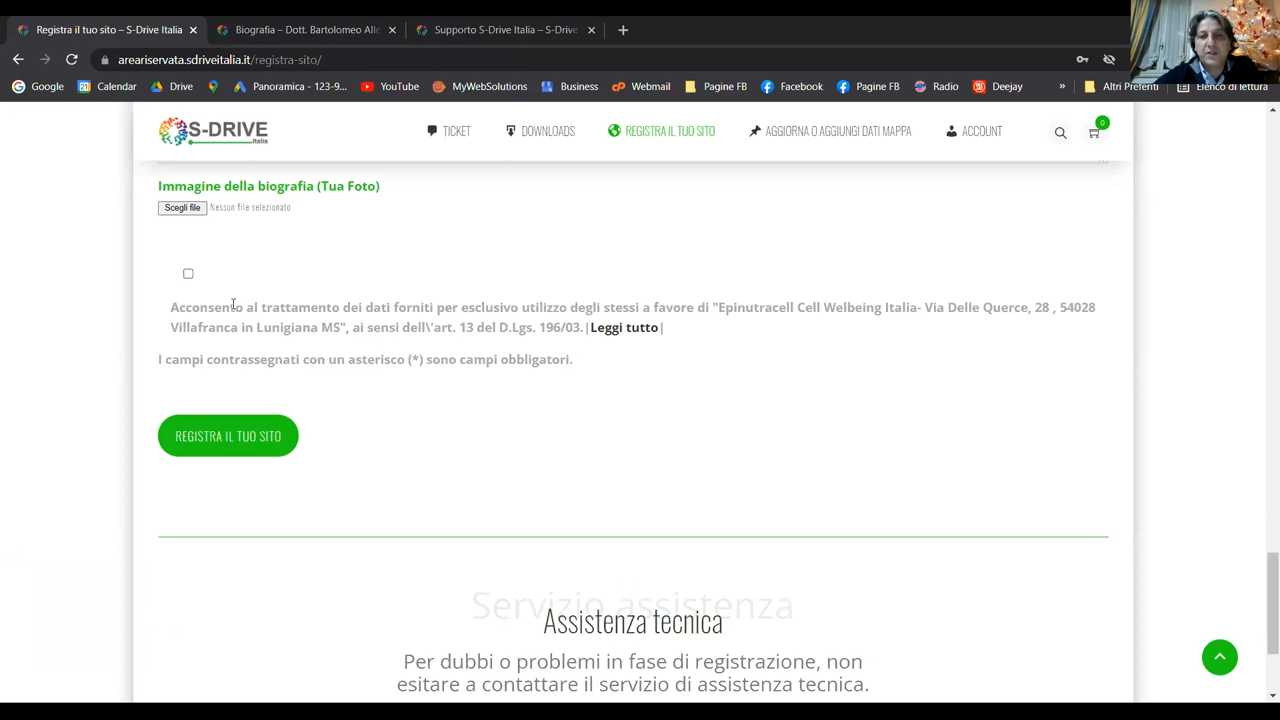 Registra il tuo sito – S-Drive Italia
Biografia – Dott. Bartolomeo Alle
Supporto S-Drive Italia – S-Drive
areariservata.sdriveitalia.it/registra-sito/
Google
Calendar
Drive
Panoramica - 123-9...
YouTube
MyWebSolutions
Business
Webmail
Pagine FB
Facebook
Pagine FB
Radio
Deejay
»
Altri Preferiti
Elenco di lettura
S-DRIVE
Italia
TICKET
DOWNLOADS
REGISTRA IL TUO SITO
AGGIORNA O AGGIUNGI DATI MAPPA
ACCOUNT
0
Immagine della biografia (Tua Foto)
Scegli file Nessun file selezionato
Acconsento al trattamento dei dati forniti per esclusivo utilizzo degli stessi a favore di "Epinutracell Cell Welbeing Italia- Via Delle Querce, 28 , 54028
Villafranca in Lunigiana MS", ai sensi dell\'art. 13 del D.Lgs. 196/03.|Leggi tutto|
I campi contrassegnati con un asterisco (*) sono campi obbligatori.
REGISTRA IL TUO SITO
Servizio assistenza
Assistenza tecnica
Per dubbi o problemi in fase di registrazione, non
esitare a contattare il servizio di assistenza tecnica.